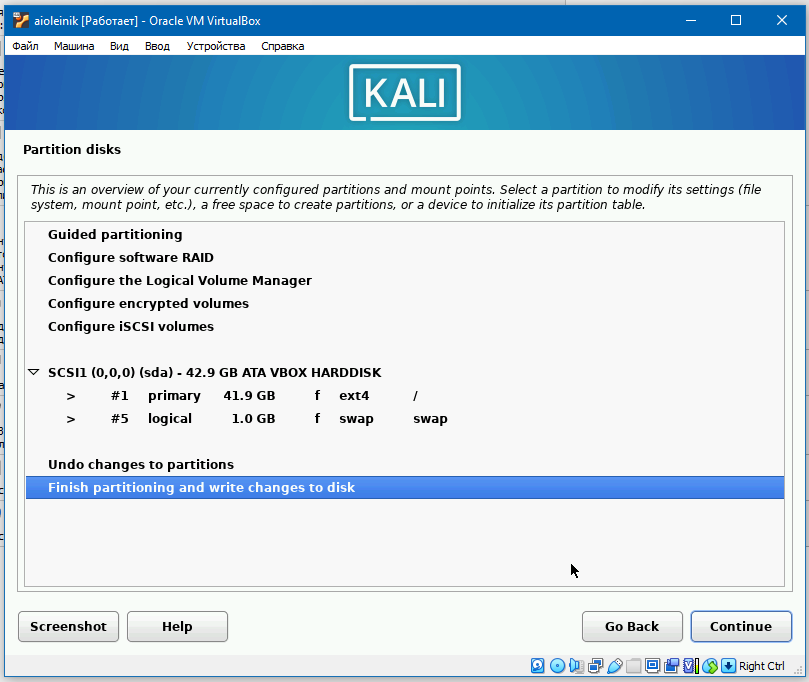 aioleinik [Работает] - Oracle VM VirtualBox
Файл Машина Вид Ввод Устройства Справка
KALI
Partition disks
This is an overview of your currently configured partitions and mount points. Select a partition to modify its settings (file
system, mount point, etc.), a free space to create partitions, or a device to initialize its partition table.
Guided partitioning
Configure software RAID
Configure the Logical Volume Manager
Configure encrypted volumes
Configure iSCSI volumes
SCSI1 (0,0,0) (sda) - 42.9 GB ATA VBOX HARDDISK
> #1 primary 41.9 GB f ext4 /
> #5 logical 1.0 GB f swap swap
Undo changes to partitions
Finish partitioning and write changes to disk
Screenshot Help Go Back Continue
Right Ctrl